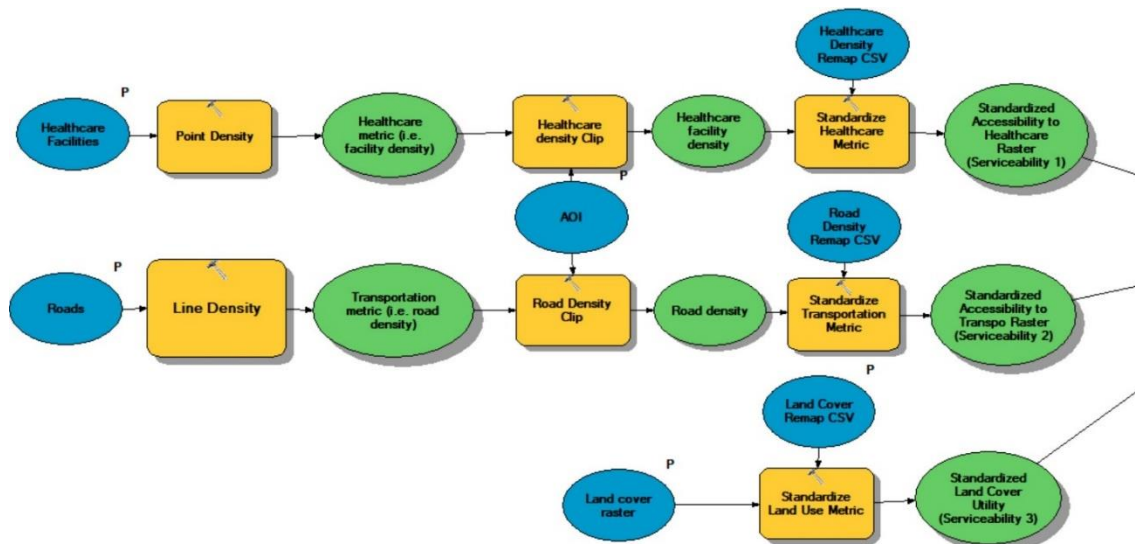 Healthcare
Density
Remap CSV
P
Healthcare
Facilities
Point Density
Healthcare
metric (i.e.
facility density)
Healthcare
density Clip
Healthcare
facility
density
Standardize
Healthcare
Metric
Standardized
Accessibility to
Healthcare
Raster
(Serviceability 1)
P
AOI
Road
Density
Remap CSV
P
Roads
Line Density
Transportation
metric (i.e. road
density)
Road Density
Clip
Road density
Standardize
Transportation
Metric
Standardized
Accessibility to
Transpo Raster
(Serviceability 2)
P
Land Cover
Remap CSV
P
Land cover
raster
Standardize
Land Use Metric
Standardized
Land Cover
Utility
(Serviceability 3)